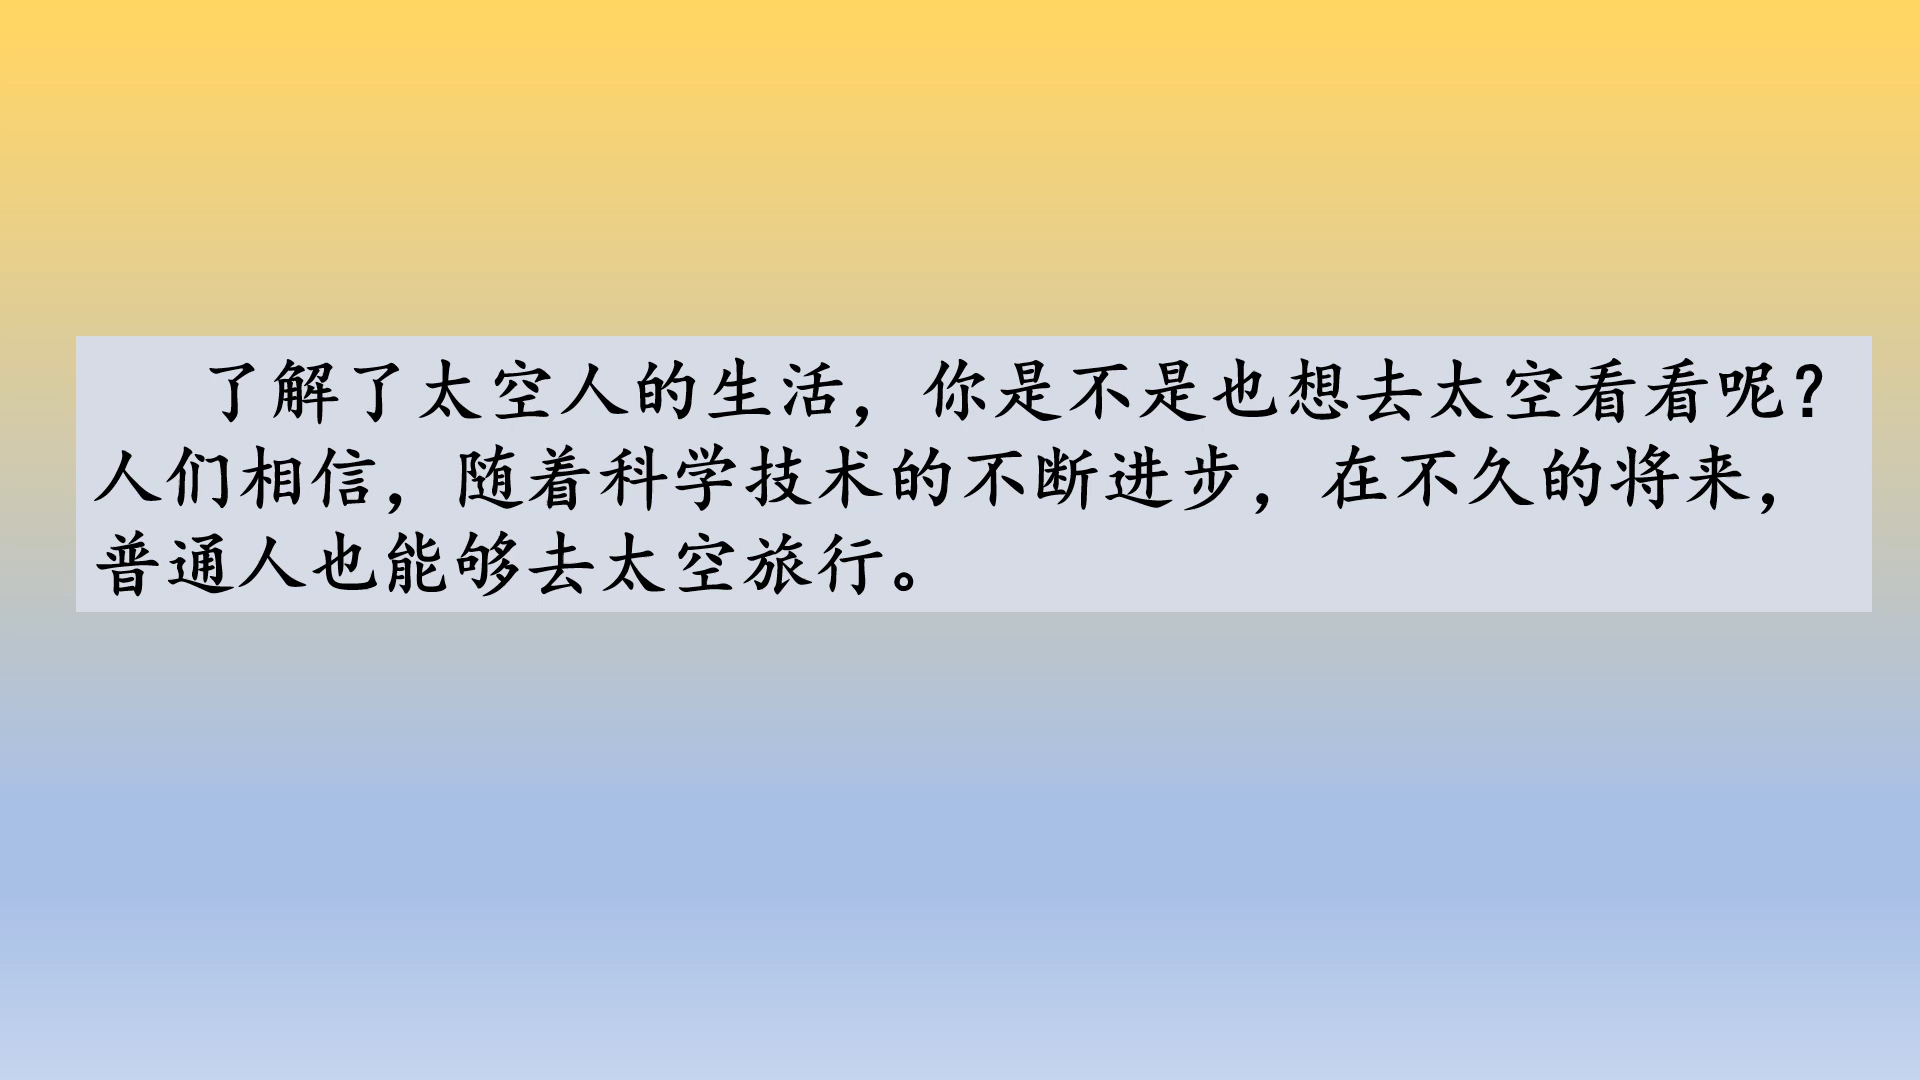 了解了太空人的生活，你是不是也想去太空看看呢？
人们相信，随着科学技术的不断进步，在不久的将来，
普通人也能够去太空旅行。